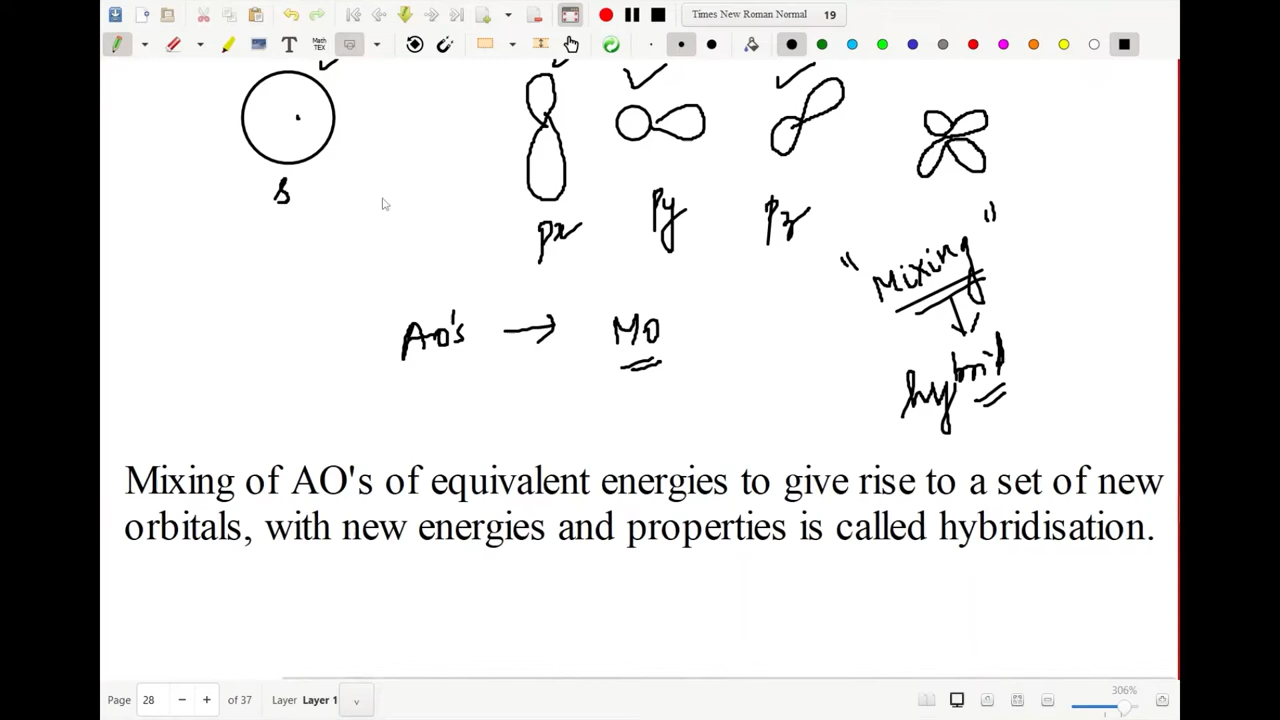 Times New Roman Normal 19
T Math TEX
s
px py pz
" Mixing "
AO's → MO
hybrid
Mixing of AO's of equivalent energies to give rise to a set of new
orbitals, with new energies and properties is called hybridisation.
Page 28 of 37 Layer Layer 1 306%